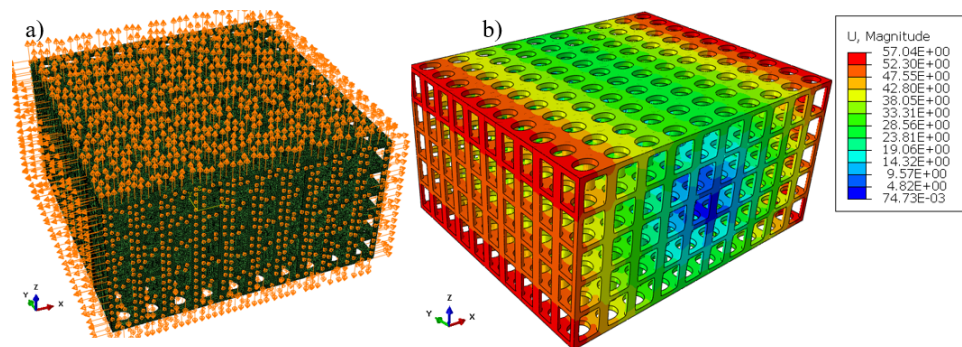 a)
b)
U, Magnitude
57.04E+00
52.30E+00
47.55E+00
42.80E+00
38.05E+00
33.31E+00
28.56E+00
23.81E+00
19.06E+00
14.32E+00
9.57E+00
4.82E+00
74.73E-03
Z
Y
X
Z
Y
X